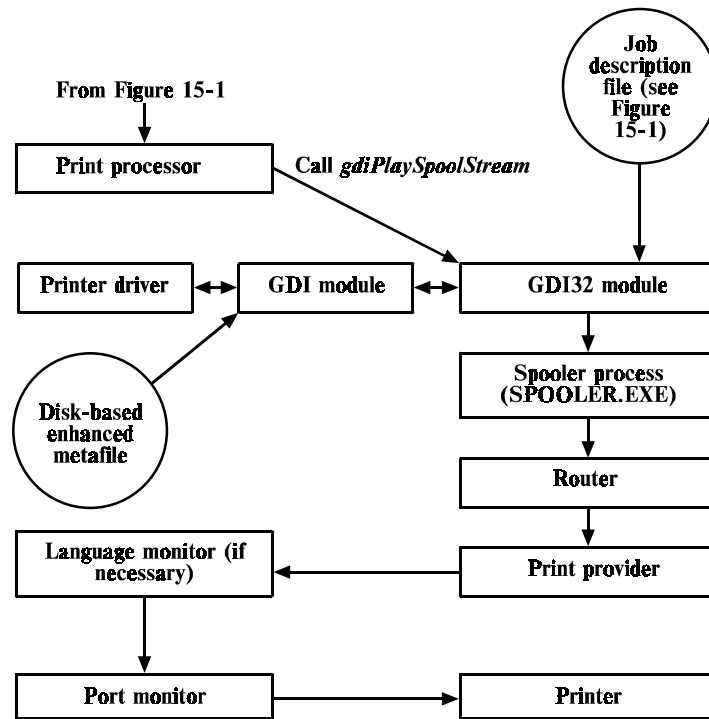 Job
description
file (see
Figure
15-1)
From Figure 15-1
Print processor
Call gdiPlaySpoolStream
Printer driver
GDI module
GDI32 module
Spooler process
(SPOOLER.EXE)
Disk-based
enhanced
metafile
Router
Language monitor (if
necessary)
Print provider
Port monitor
Printer